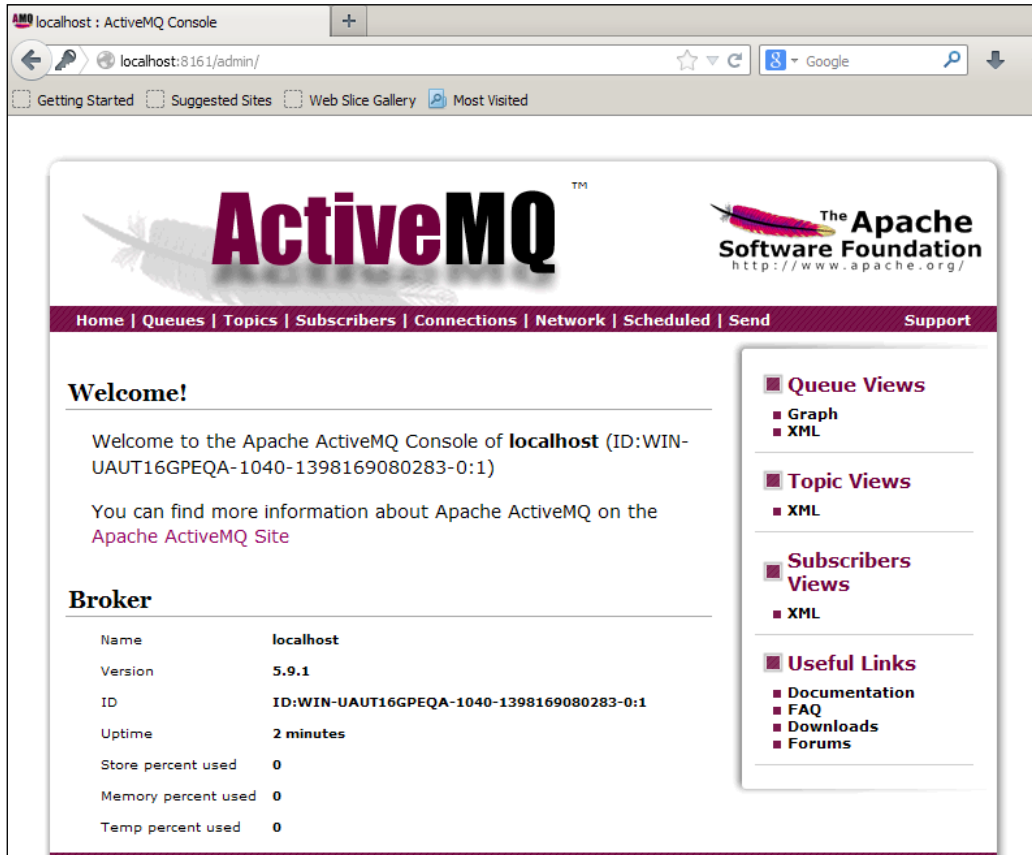 AMQ localhost : ActiveMQ Console
+
localhost:8161/admin/
8 Google
Getting Started Suggested Sites Web Slice Gallery Most Visited
ActiveMQ ™
The Apache
Software Foundation
http://www.apache.org/
Home | Queues | Topics | Subscribers | Connections | Network | Scheduled | Send Support
Welcome!
Welcome to the Apache ActiveMQ Console of localhost (ID:WIN-
UAUT16GPEQA-1040-1398169080283-0:1)
You can find more information about Apache ActiveMQ on the
Apache ActiveMQ Site
Broker
Name localhost
Version 5.9.1
ID ID:WIN-UAUT16GPEQA-1040-1398169080283-0:1
Uptime 2 minutes
Store percent used 0
Memory percent used 0
Temp percent used 0
Queue Views
Graph
XML
Topic Views
XML
Subscribers
Views
XML
Useful Links
Documentation
FAQ
Downloads
Forums